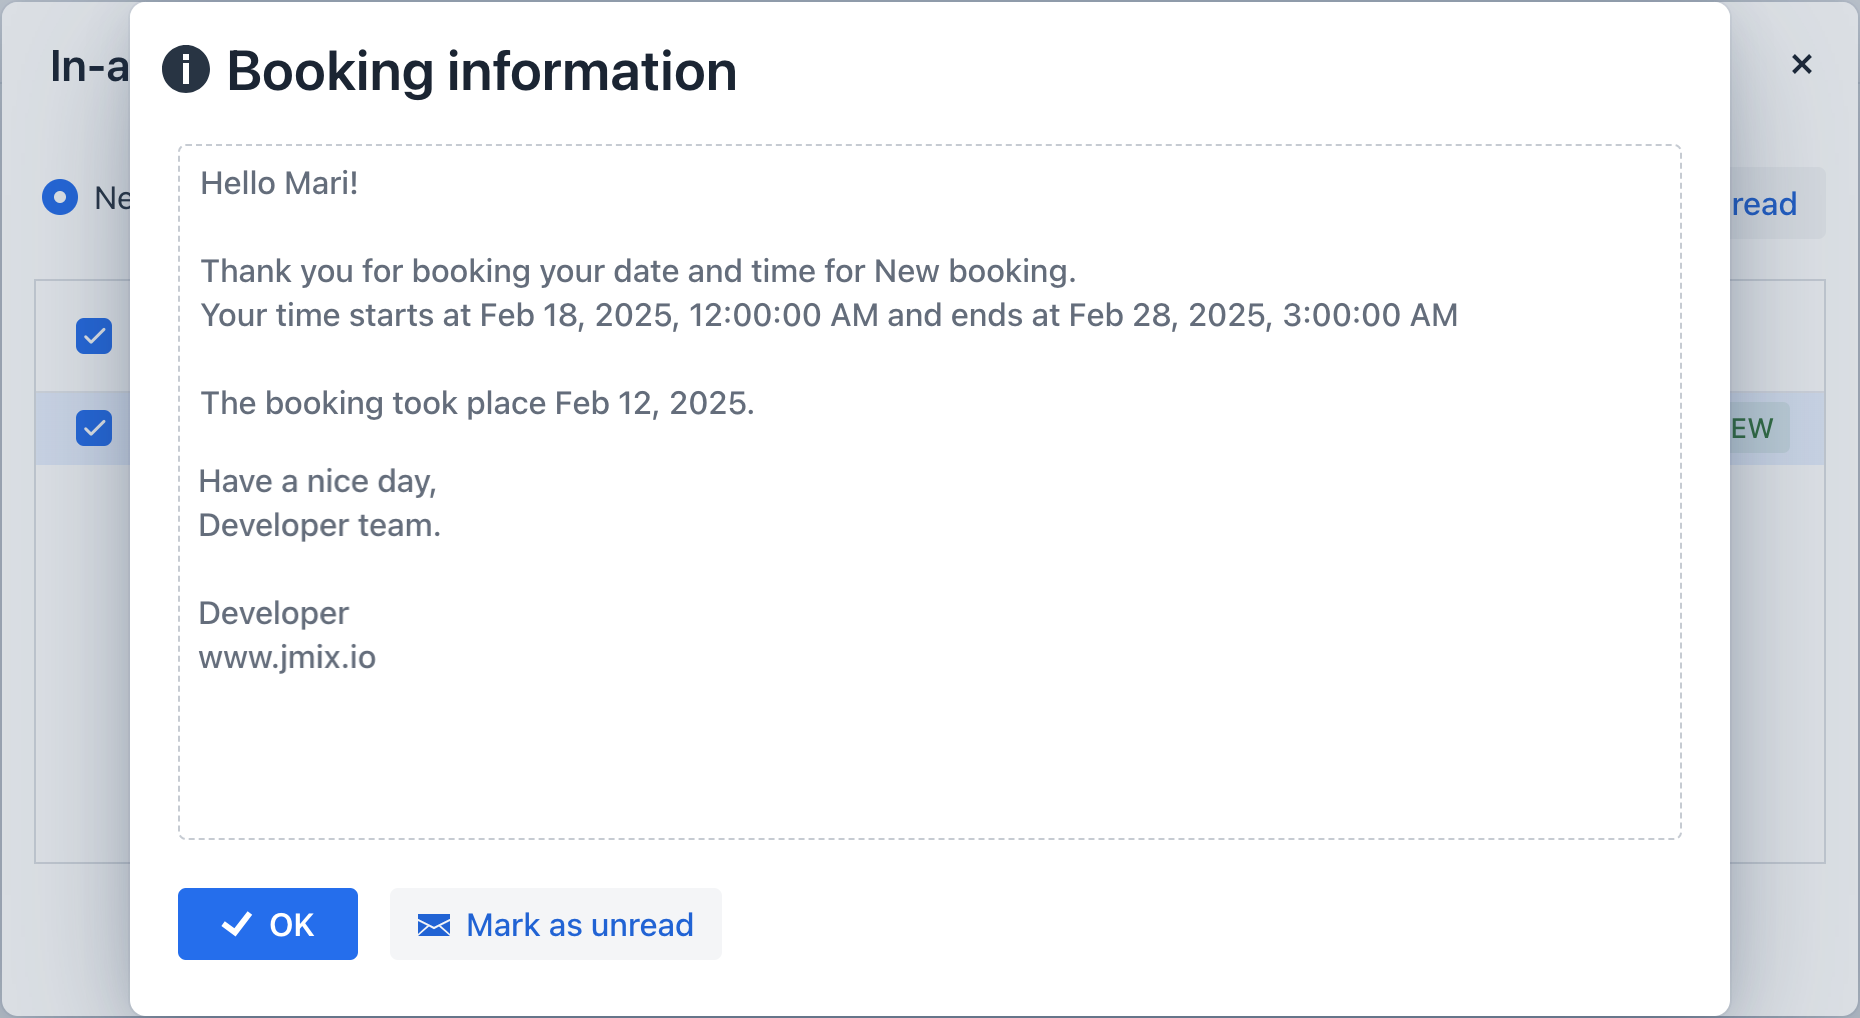 Booking information
Hello Mari!
Thank you for booking your date and time for New booking.
Your time starts at Feb 18, 2025, 12:00:00 AM and ends at Feb 28, 2025, 3:00:00 AM
The booking took place Feb 12, 2025.
Have a nice day,
Developer team.
Developer
www.jmix.io
OK
Mark as unread
In-a
Ne
read
EW